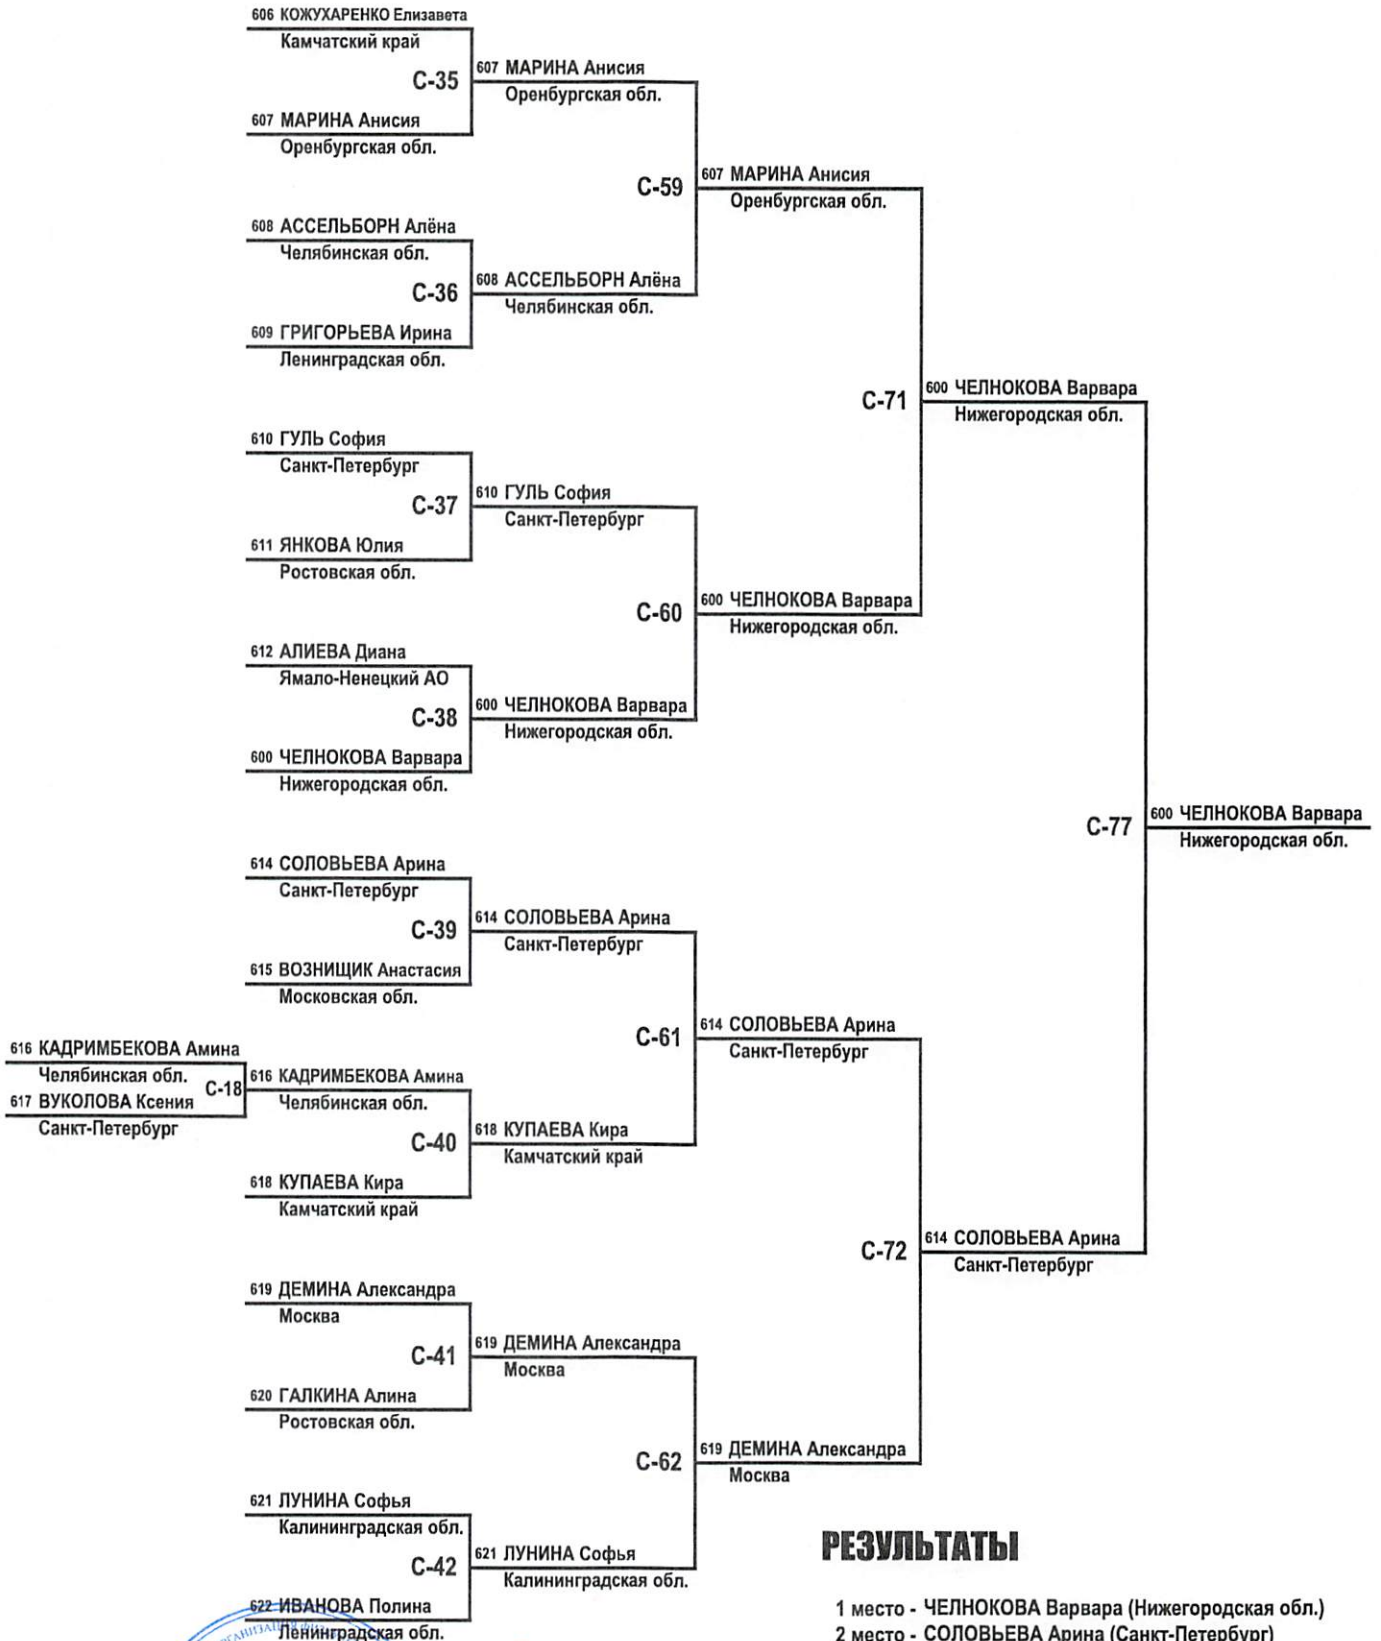 606 КОЖУХАРЕНКО Елизавета
Камчатский край
С-35
607 МАРИНА Анисия
Оренбургская обл.
607 МАРИНА Анисия
Оренбургская обл.
С-59
607 МАРИНА Анисия
Оренбургская обл.
608 АССЕЛЬБОРН Алёна
Челябинская обл.
С-36
608 АССЕЛЬБОРН Алёна
Челябинская обл.
609 ГРИГОРЬЕВА Ирина
Ленинградская обл.
С-71
600 ЧЕЛНОКОВА Варвара
Нижегородская обл.
610 ГУЛЬ София
Санкт-Петербург
С-37
610 ГУЛЬ София
Санкт-Петербург
611 ЯНКОВА Юлия
Ростовская обл.
С-60
600 ЧЕЛНОКОВА Варвара
Нижегородская обл.
612 АЛИЕВА Диана
Ямало-Ненецкий АО
С-38
600 ЧЕЛНОКОВА Варвара
Нижегородская обл.
600 ЧЕЛНОКОВА Варвара
Нижегородская обл.
С-77
600 ЧЕЛНОКОВА Варвара
Нижегородская обл.
614 СОЛОВЬЕВА Арина
Санкт-Петербург
С-39
614 СОЛОВЬЕВА Арина
Санкт-Петербург
615 ВОЗНИЩИК Анастасия
Московская обл.
С-61
614 СОЛОВЬЕВА Арина
Санкт-Петербург
616 КАДРИМБЕКОВА Амина
Челябинская обл.
С-18
617 ВУКОЛОВА Ксения
Санкт-Петербург
616 КАДРИМБЕКОВА Амина
Челябинская обл.
С-40
618 КУПАЕВА Кира
Камчатский край
618 КУПАЕВА Кира
Камчатский край
С-72
614 СОЛОВЬЕВА Арина
Санкт-Петербург
619 ДЕМИНА Александра
Москва
С-41
619 ДЕМИНА Александра
Москва
620 ГАЛКИНА Алина
Ростовская обл.
С-62
619 ДЕМИНА Александра
Москва
621 ЛУНИНА Софья
Калининградская обл.
С-42
621 ЛУНИНА Софья
Калининградская обл.
622 ИВАНОВА Полина
Ленинградская обл.
РЕЗУЛЬТАТЫ
1 место - ЧЕЛНОКОВА Варвара (Нижегородская обл.)
2 место - СОЛОВЬЕВА Арина (Санкт-Петербург)